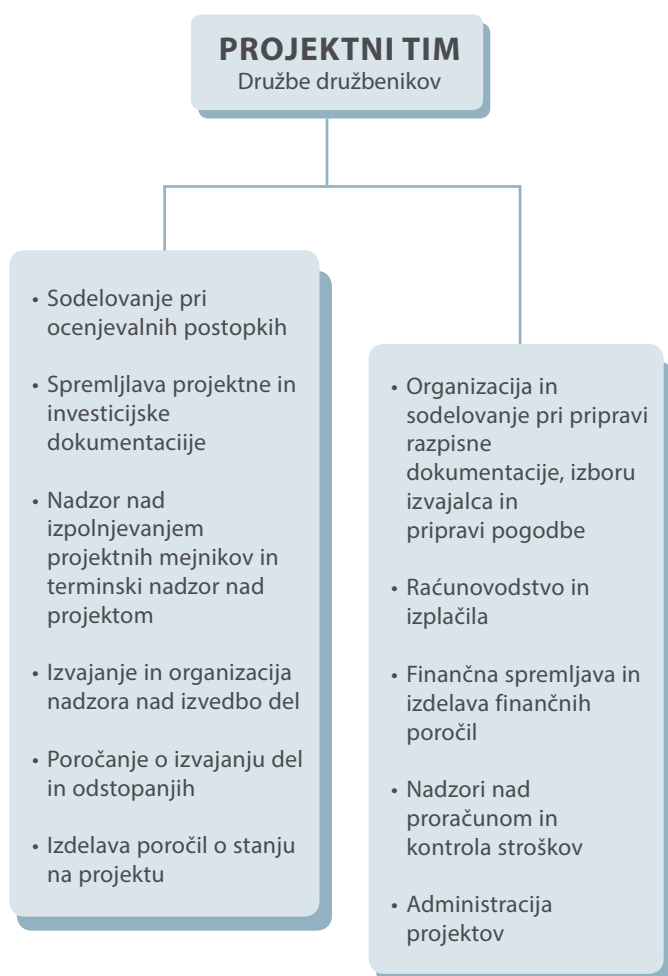 PROJEKTNI TIM
Družbe družbenikov
• Sodelovanje pri
ocenjevalnih postopkih
• Spremljlava projektne in
investicijske
dokumentaciije
• Nadzor nad
izpolnjevanjem
projektnih mejnikov in
terminski nadzor nad
projektom
• Izvajanje in organizacija
nadzora nad izvedbo del
• Poročanje o izvajanju del
in odstopanjih
• Izdelava poročil o stanju
na projektu
• Organizacija in
sodelovanje pri pripravi
razpisne
dokumentacije, izboru
izvajalca in
pripravi pogodbe
• Raćunovodstvo in
izplačila
• Finančna spremljava in
izdelava finančnih
poročil
• Nadzori nad
proračunom in
kontrola stroškov
• Administracija
projektov